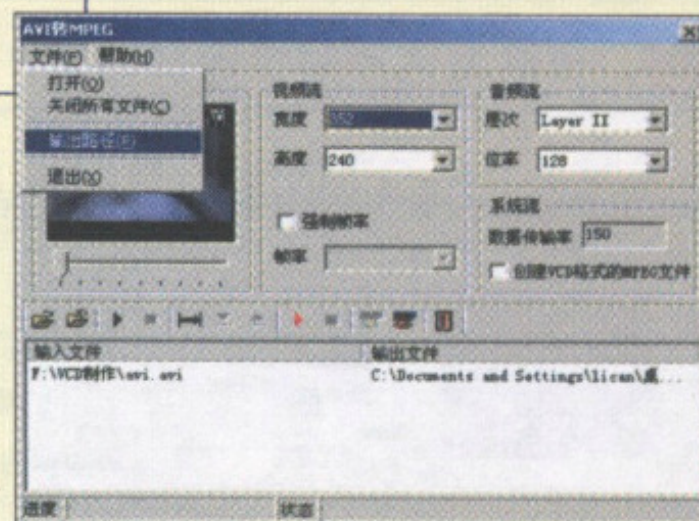 AVI转MPEG
文件(F) 帮助(H)
打开(O)
关闭所有文件(C)
输出路径(P)
退出(X)
视频流
宽度 352
高度 240
强制帧率
帧率
音频流
层次 Layer II
位率 128
系统流
数据传输率 150
创建VCD格式的MPEG文件
输入文件 输出文件
F:\VCD制作\avi.avi C:\Documents and Settings\lican\桌...
进度 状态